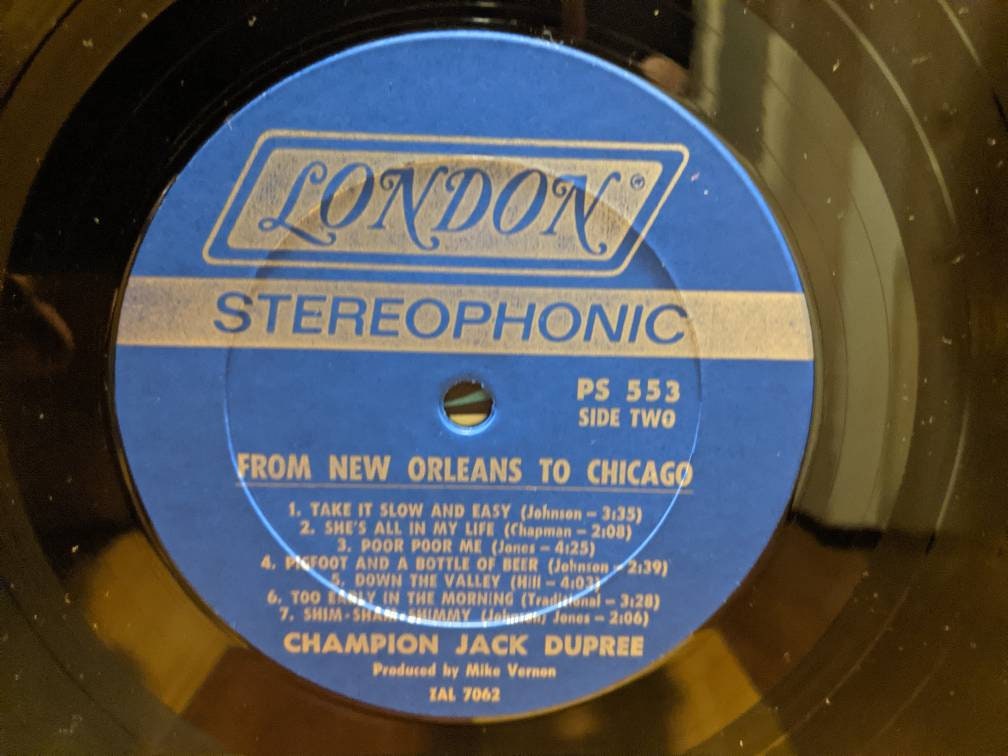 LONDON®
STEREOPHONIC
PS 553
SIDE TWO
FROM NEW ORLEANS TO CHICAGO
1. TAKE IT SLOW AND EASY (Johnson – 3:35)
2. SHE'S ALL IN MY LIFE (Chapman – 2:08)
3. POOR POOR ME (Jones – 4:25)
4. PIGFOOT AND A BOTTLE OF BEER (Johnson – 2:39)
5. DOWN THE VALLEY (Hill – 4:03)
6. TOO EARLY IN THE MORNING (Traditional – 3:28)
7. SHIM-SHAM-SHIMMY (Johnson; Jones – 2:06)
CHAMPION JACK DUPREE
Produced by Mike Vernon
ZAL 7062